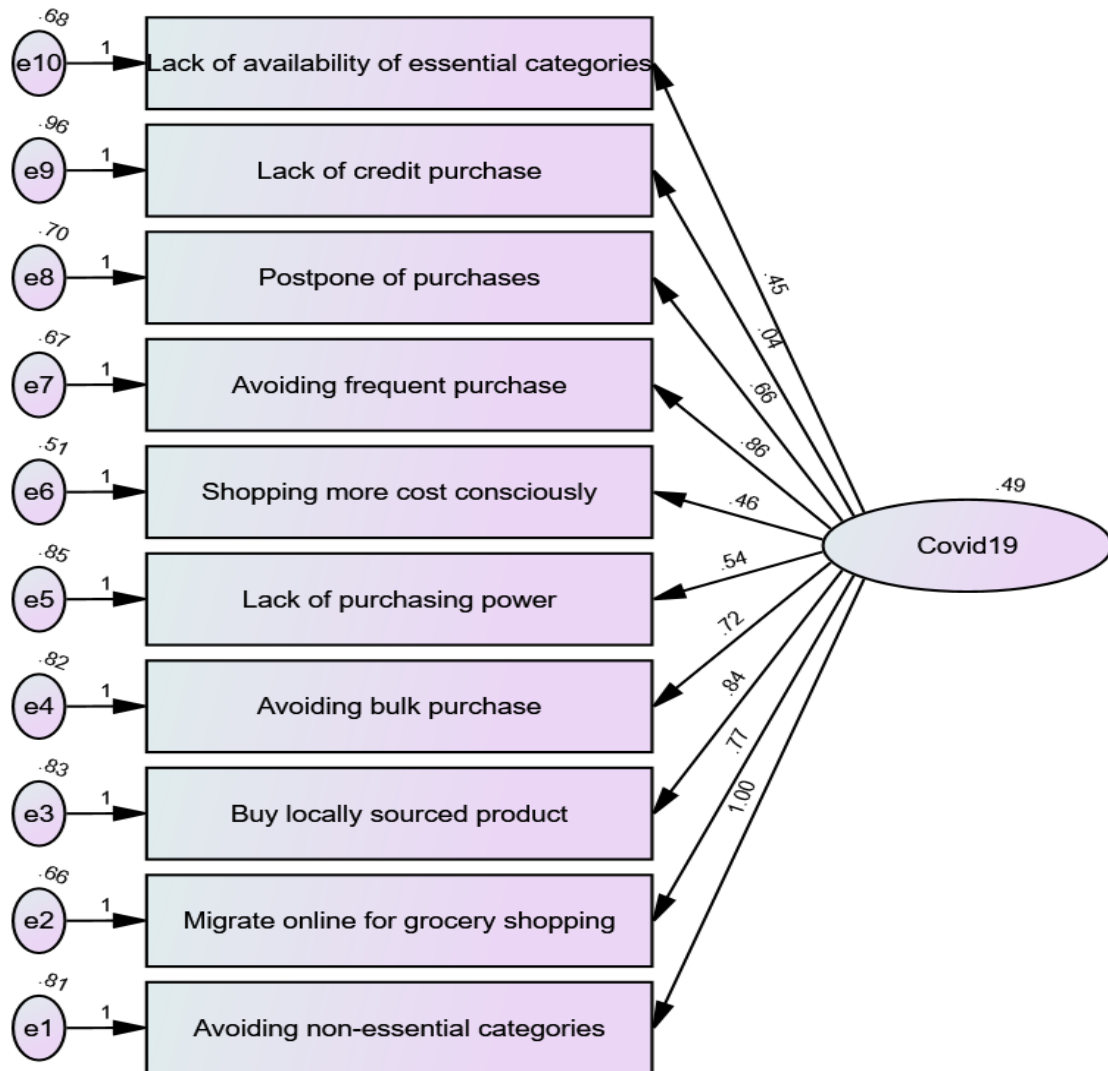 .68
e10 1 Lack of availability of essential categories
.96
e9 1 Lack of credit purchase
.70
e8 1 Postpone of purchases
.67
e7 1 Avoiding frequent purchase
.51
e6 1 Shopping more cost consciously
.85
e5 1 Lack of purchasing power
.82
e4 1 Avoiding bulk purchase
.83
e3 1 Buy locally sourced product
.66
e2 1 Migrate online for grocery shopping
.81
e1 1 Avoiding non-essential categories
.45
.04
.66
.86
.46
.54
.72
.84
.77
1.00
.49
Covid19